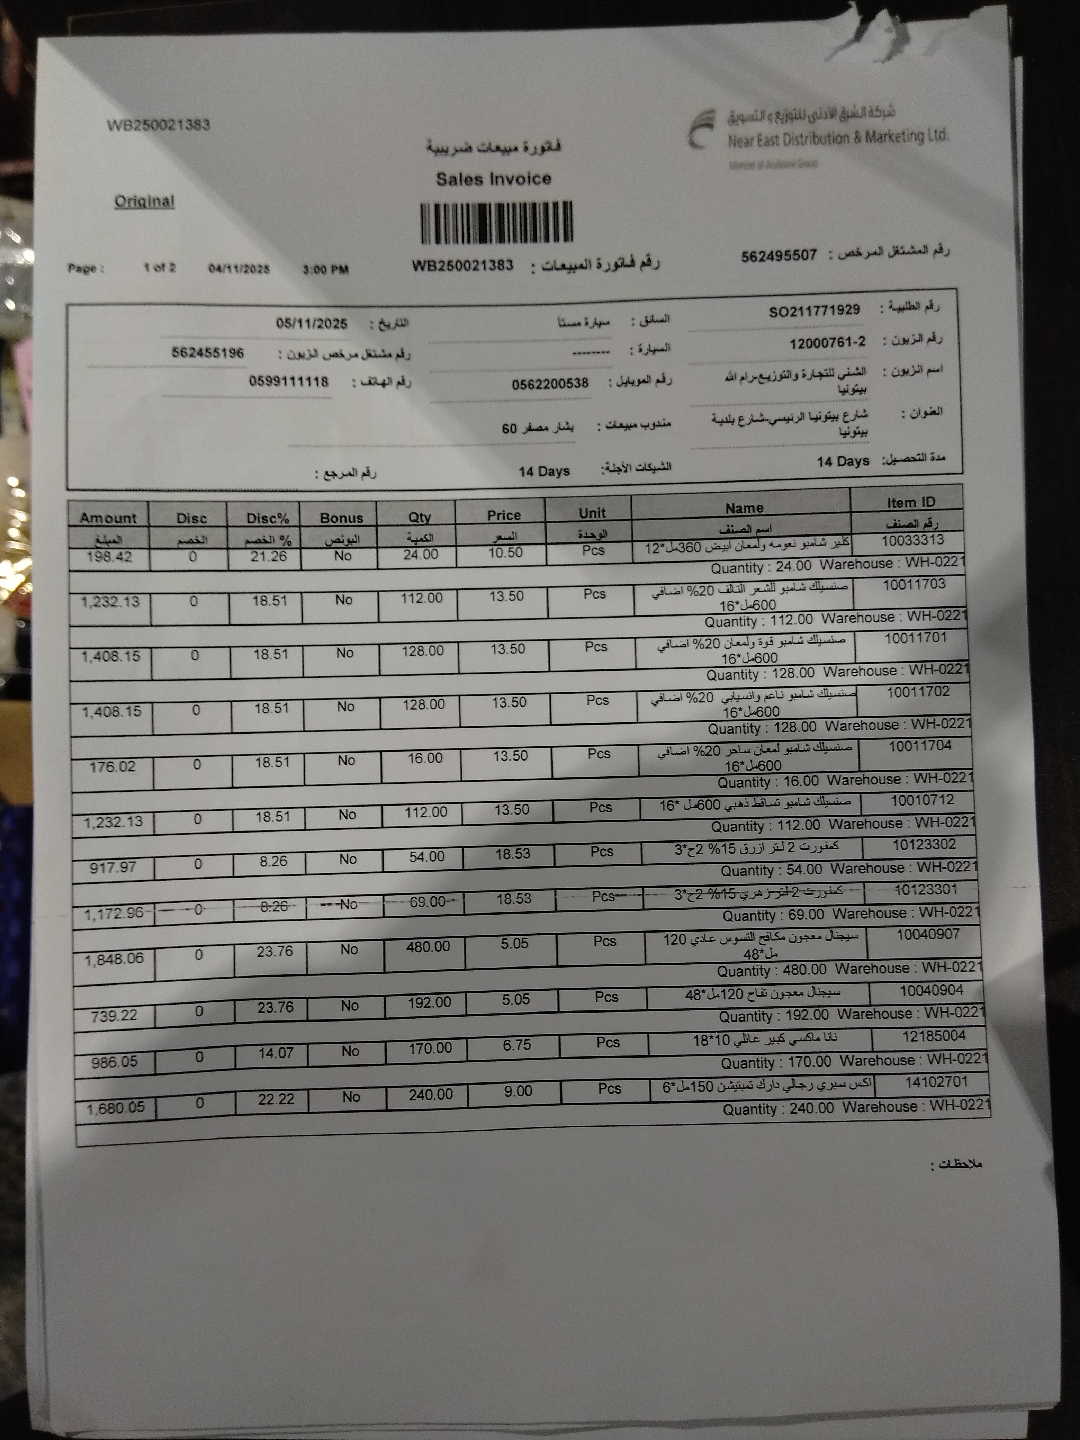 WB250021383
شركة الشرق الأدنى للتوزيع و التسويق
Near East Distribution & Marketing Ltd.
Member of Arabiana Group
فاتورة مبيعات ضريبية
Sales Invoice
Original
Page : 1 of 2 04/11/2025 3:00 PM
رقم فاتورة المبيعات : WB250021383
رقم المشتغل المرخص : 562495507
رقم الطلبية : SO211771929 السائق : سيارة مستأ التاريخ : 05/11/2025
رقم الزبون : 12000761-2 السيارة : -------- رقم مشتغل مرخص الزبون : 562455196
اسم الزبون : الشني للتجارة والتوزيع-رام الله رقم الموبايل : 0562200538 رقم الهاتف : 0599111118
بيتونيا
العنوان : شارع بيتونيا الرئيسي-شارع بلدية مندوب مبيعات : بشار مصفر 60
بيتونيا
مدة التحصيل: 14 Days الشيكات الآجلة: 14 Days رقم المرجع :
Amount Disc Disc% Bonus Qty Price Unit Name Item ID
المبلغ الخصم الخصم % البونص الكمية السعر الوحدة اسم الصنف رقم الصنف
198.42 0 21.26 No 24.00 10.50 Pcs كلير شامبو نعومه ولمعان ابيض 360مل*12 10033313
Quantity : 24.00 Warehouse : WH-0221
1,232.13 0 18.51 No 112.00 13.50 Pcs صنسيلك شامبو للشعر التالف 20% اضافي 10011703
600مل*16
Quantity : 112.00 Warehouse : WH-0221
1,408.15 0 18.51 No 128.00 13.50 Pcs صنسيلك شامبو قوة ولمعان 20% اضافي 10011701
600مل*16
Quantity : 128.00 Warehouse : WH-0221
1,408.15 0 18.51 No 128.00 13.50 Pcs صنسيلك شامبو ناعم وانسيابي 20% اضافي 10011702
600مل*16
Quantity : 128.00 Warehouse : WH-0221
176.02 0 18.51 No 16.00 13.50 Pcs صنسيلك شامبو لمعان ساحر 20% اضافي 10011704
600مل*16
Quantity : 16.00 Warehouse : WH-0221
1,232.13 0 18.51 No 112.00 13.50 Pcs صنسيلك شامبو تساقط ذهبي 600مل *16 10010712
Quantity : 112.00 Warehouse : WH-0221
917.97 0 8.26 No 54.00 18.53 Pcs كمفورت 2 لتر ازرق 15% 2ح*3 10123302
Quantity : 54.00 Warehouse : WH-0221
1,172.96 0 8.26 No 69.00 18.53 Pcs كمفورت 2 لتر زهري 15% 2ح*3 10123301
Quantity : 69.00 Warehouse : WH-0221
1,848.06 0 23.76 No 480.00 5.05 Pcs سيجنال معجون مكافح التسوس عادي 120 10040907
مل*48
Quantity : 480.00 Warehouse : WH-0221
739.22 0 23.76 No 192.00 5.05 Pcs سيجنال معجون تفاح 120مل*48 10040904
Quantity : 192.00 Warehouse : WH-0221
986.05 0 14.07 No 170.00 6.75 Pcs نانا ماكسي كبير عائلي 10*18 12185004
Quantity : 170.00 Warehouse : WH-0221
1,680.05 0 22.22 No 240.00 9.00 Pcs اكس سبري رجالي دارك تمبتيشن 150مل*6 14102701
Quantity : 240.00 Warehouse : WH-0221
ملاحظات :